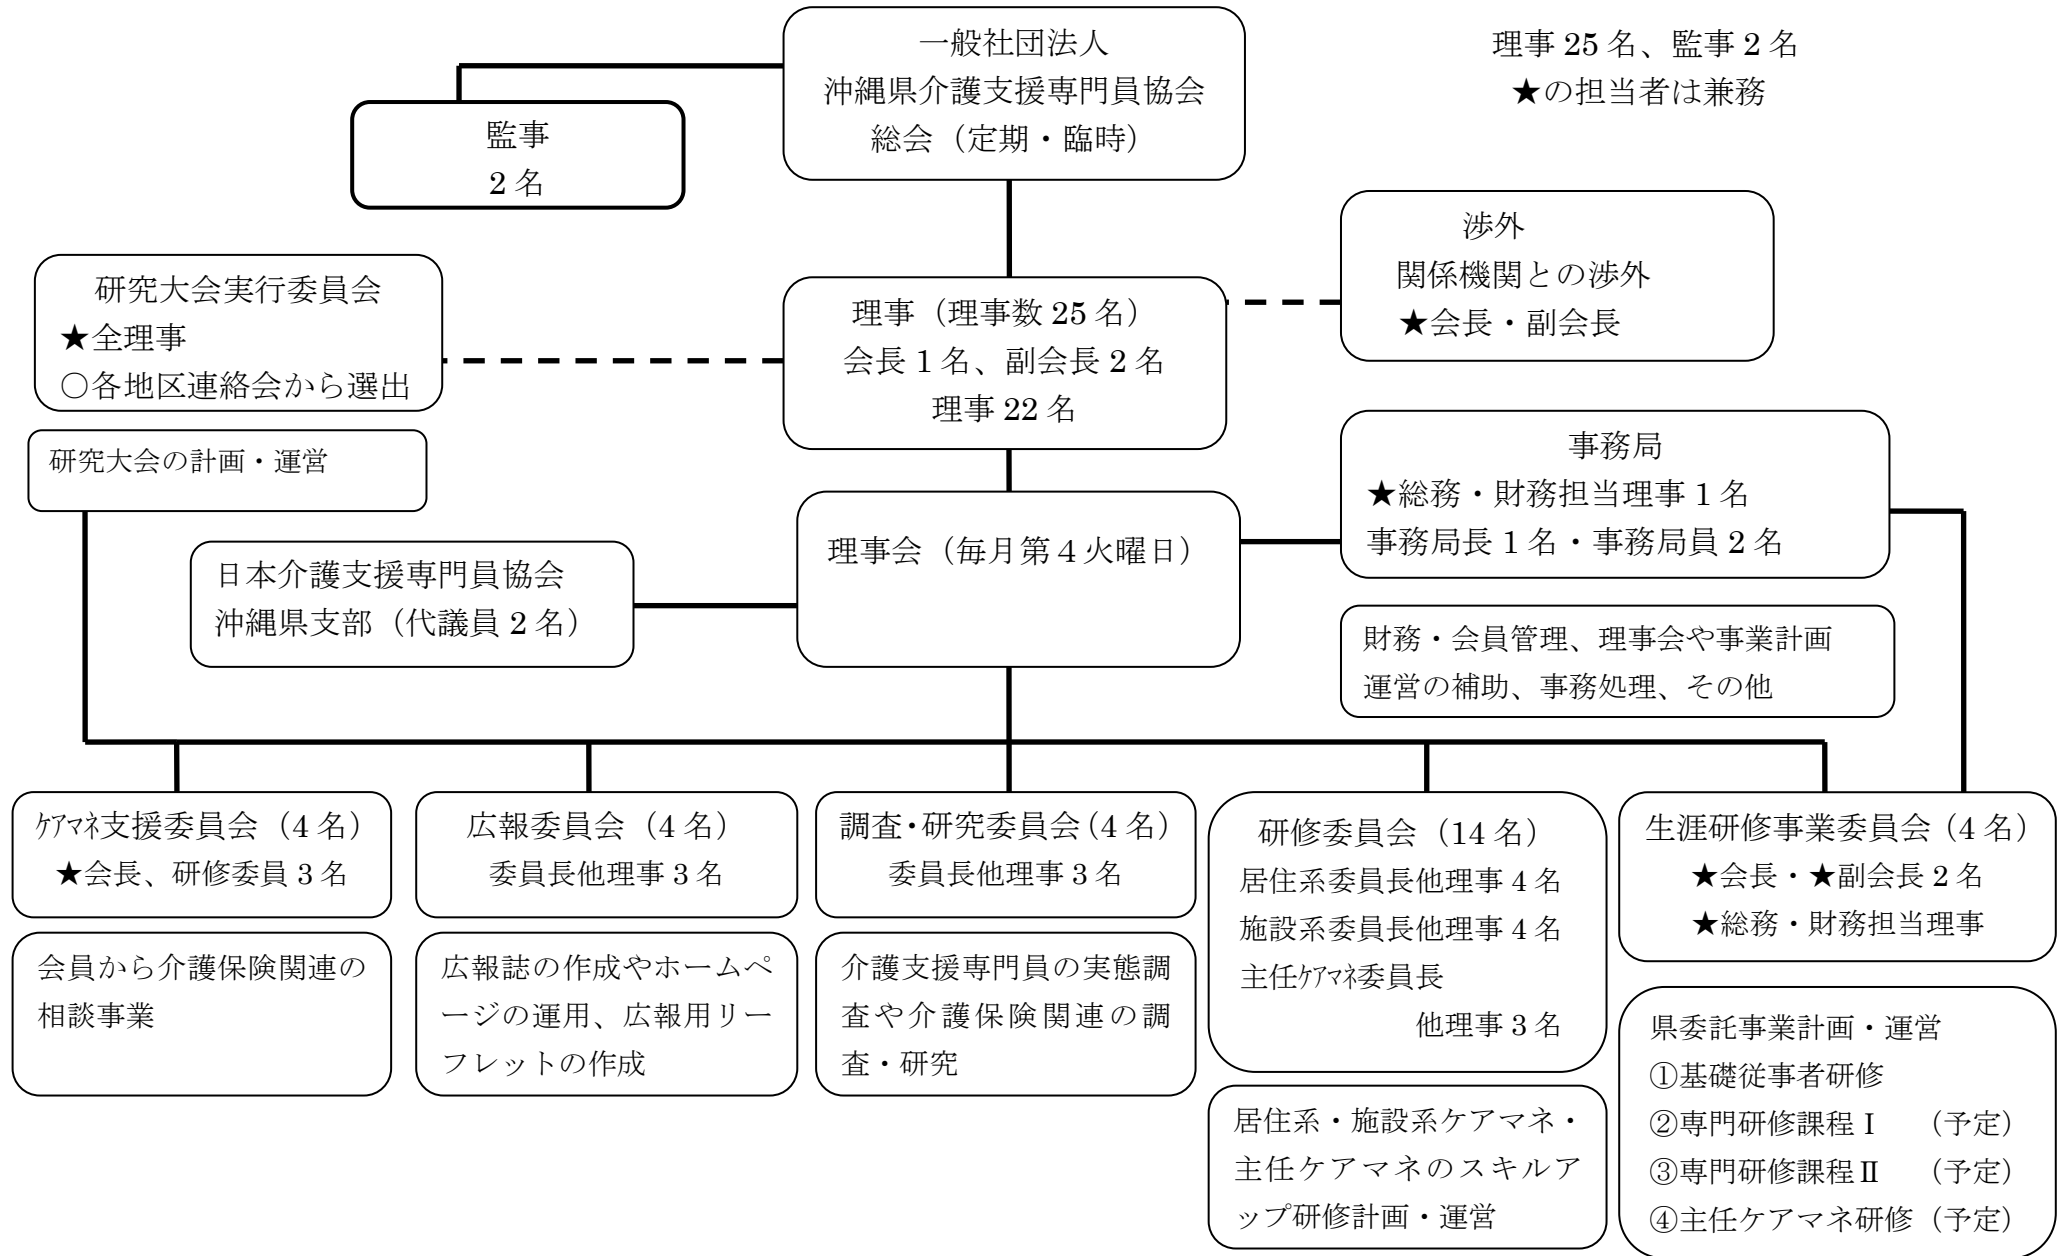 一般社団法人
沖縄県介護支援専門員協会
総会（定期・臨時）
理事 25 名、監事 2 名
★の担当者は兼務
監事
2 名
渉外
関係機関との渉外
★会長・副会長
研究大会実行委員会
★全理事
○各地区連絡会から選出
理事（理事数 25 名）
会長 1 名、副会長 2 名
理事 22 名
研究大会の計画・運営
事務局
★総務・財務担当理事 1 名
事務局長 1 名・事務局員 2 名
理事会（毎月第４火曜日）
日本介護支援専門員協会
沖縄県支部（代議員 2 名）
財務・会員管理、理事会や事業計画
運営の補助、事務処理、その他
ｹｱﾏﾈ支援委員会（4 名）
★会長、研修委員 3 名
広報委員会（4 名）
委員長他理事 3 名
調査・研究委員会（4 名）
委員長他理事 3 名
研修委員会（14 名）
居住系委員長他理事 4 名
施設系委員長他理事 4 名
主任ｹｱﾏﾈ委員長
他理事 3 名
生涯研修事業委員会（4 名）
★会長・★副会長 2 名
★総務・財務担当理事
会員から介護保険関連の
相談事業
広報誌の作成やホームペ
ージの運用、広報用リー
フレットの作成
介護支援専門員の実態調
査や介護保険関連の調
査・研究
居住系・施設系ケアマネ・
主任ケアマネのスキルア
ップ研修計画・運営
県委託事業計画・運営
①基礎従事者研修
②専門研修課程Ⅰ　（予定）
③専門研修課程Ⅱ　（予定）
④主任ケアマネ研修（予定）